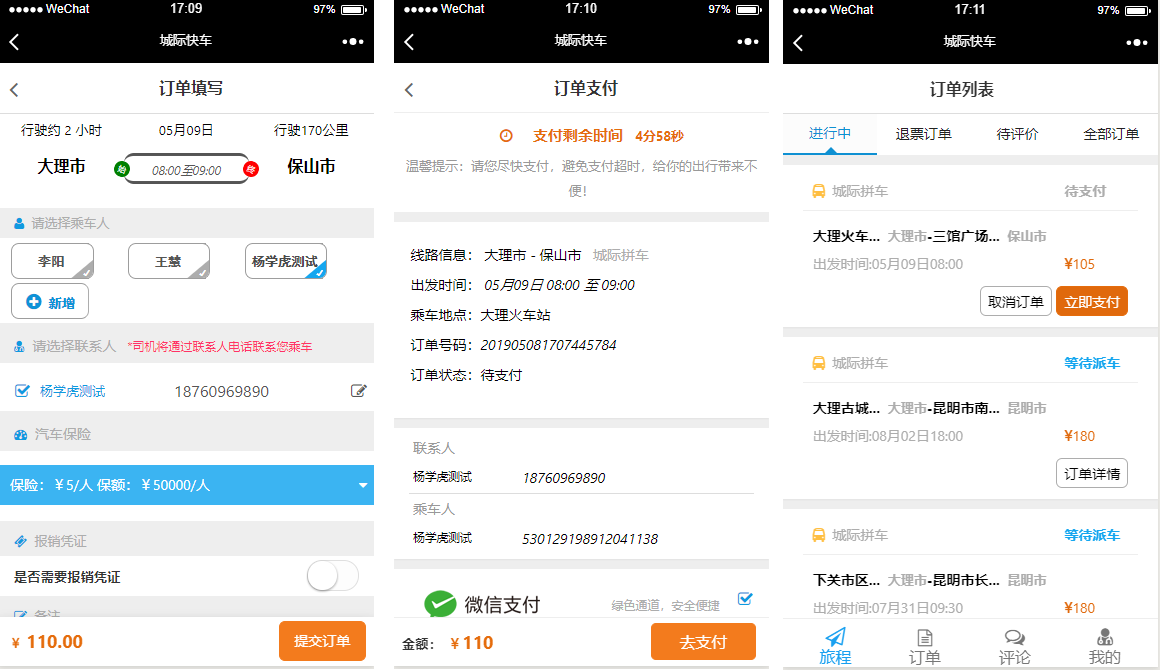 WeChat 17:09 97%
城际快车
订单填写
行驶约 2 小时 05月09日 行驶170公里
大理市 始 08:00至09:00 终 保山市
请选择乘车人
李阳 王慧 杨学虎测试
新增
请选择联系人 *司机将通过联系人电话联系您乘车
杨学虎测试 18760969890
汽车保险
保险：￥5/人 保额：￥50000/人
报销凭证
是否需要报销凭证
备注
¥ 110.00 提交订单
WeChat 17:10 97%
城际快车
订单支付
支付剩余时间 4分58秒
温馨提示：请您尽快支付，避免支付超时，给你的出行带来不
便！
线路信息： 大理市 - 保山市 城际拼车
出发时间： 05月09日 08:00 至 09:00
乘车地点：大理火车站
订单号码：201905081707445784
订单状态：待支付
联系人
杨学虎测试 18760969890
乘车人
杨学虎测试 530129198912041138
微信支付 绿色通道，安全便捷
金额： ¥ 110 去支付
WeChat 17:11 97%
城际快车
订单列表
进行中 退票订单 待评价 全部订单
城际拼车 待支付
大理火车... 大理市-三馆广场... 保山市
出发时间:05月09日08:00 ¥105
取消订单 立即支付
城际拼车 等待派车
大理古城... 大理市-昆明市南... 昆明市
出发时间:08月02日18:00 ¥180
订单详情
城际拼车 等待派车
下关市区... 大理市-昆明市长... 昆明市
出发时间:07月31日09:30 ¥180
旅程 订单 评论 我的